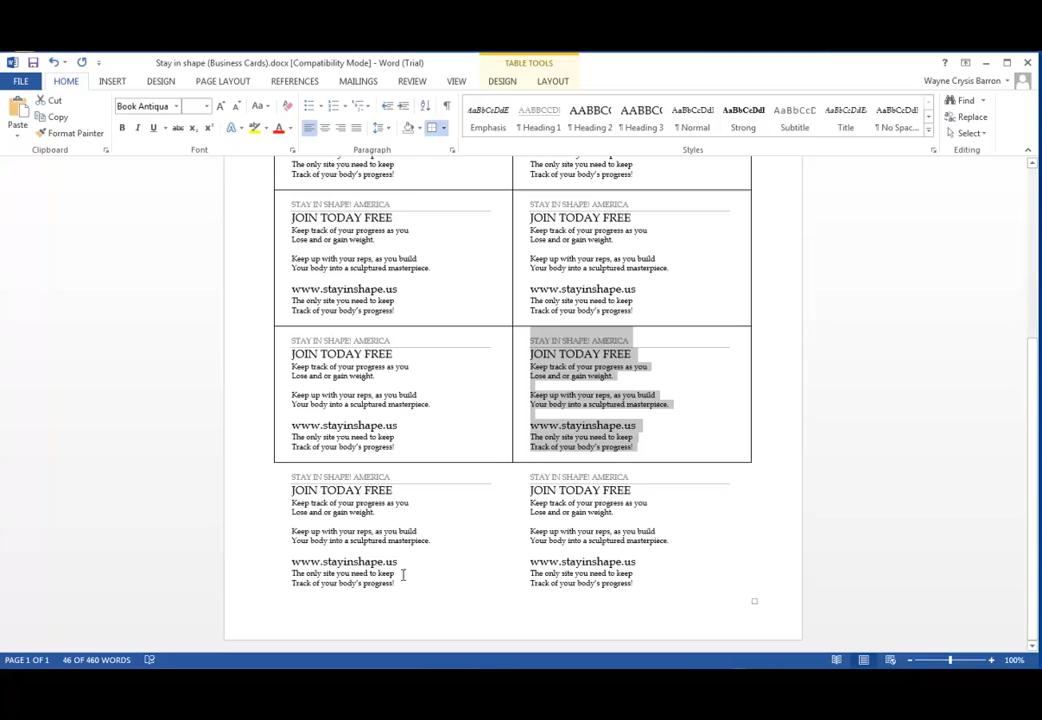 Stay in shape (Business Cards).docx [Compatibility Mode] - Word (Trial)
TABLE TOOLS
FILE
HOME
INSERT
DESIGN
PAGE LAYOUT
REFERENCES
MAILINGS
REVIEW
VIEW
DESIGN
LAYOUT
Wayne Crysis Barron
Paste
Cut
Copy
Format Painter
Clipboard
Book Antiqua
Font
Paragraph
AaBbCcDdE
Emphasis
AABBCCDD
¶ Heading 1
AABBC
¶ Heading 2
AABBC
¶ Heading 3
AaBbCcDdI
¶ Normal
AaBbCcDdI
Strong
AaBbCcD
Subtitle
AaBbCcDdE
Title
AaBbCcDdI
¶ No Spac...
Styles
Find
Replace
Select
Editing
The only site you need to keep
Track of your body's progress!
The only site you need to keep
Track of your body's progress!
STAY IN SHAPE! AMERICA
JOIN TODAY FREE
Keep track of your progress as you
Lose and or gain weight.
Keep up with your reps, as you build
Your body into a sculptured masterpiece.
www.stayinshape.us
The only site you need to keep
Track of your body's progress!
STAY IN SHAPE! AMERICA
JOIN TODAY FREE
Keep track of your progress as you
Lose and or gain weight.
Keep up with your reps, as you build
Your body into a sculptured masterpiece.
www.stayinshape.us
The only site you need to keep
Track of your body's progress!
STAY IN SHAPE! AMERICA
JOIN TODAY FREE
Keep track of your progress as you
Lose and or gain weight.
Keep up with your reps, as you build
Your body into a sculptured masterpiece.
www.stayinshape.us
The only site you need to keep
Track of your body's progress!
STAY IN SHAPE! AMERICA
JOIN TODAY FREE
Keep track of your progress as you
Lose and or gain weight.
Keep up with your reps, as you build
Your body into a sculptured masterpiece.
www.stayinshape.us
The only site you need to keep
Track of your body's progress!
STAY IN SHAPE! AMERICA
JOIN TODAY FREE
Keep track of your progress as you
Lose and or gain weight.
Keep up with your reps, as you build
Your body into a sculptured masterpiece.
www.stayinshape.us
The only site you need to keep
Track of your body's progress!
STAY IN SHAPE! AMERICA
JOIN TODAY FREE
Keep track of your progress as you
Lose and or gain weight.
Keep up with your reps, as you build
Your body into a sculptured masterpiece.
www.stayinshape.us
The only site you need to keep
Track of your body's progress!
PAGE 1 OF 1
46 OF 460 WORDS
100%